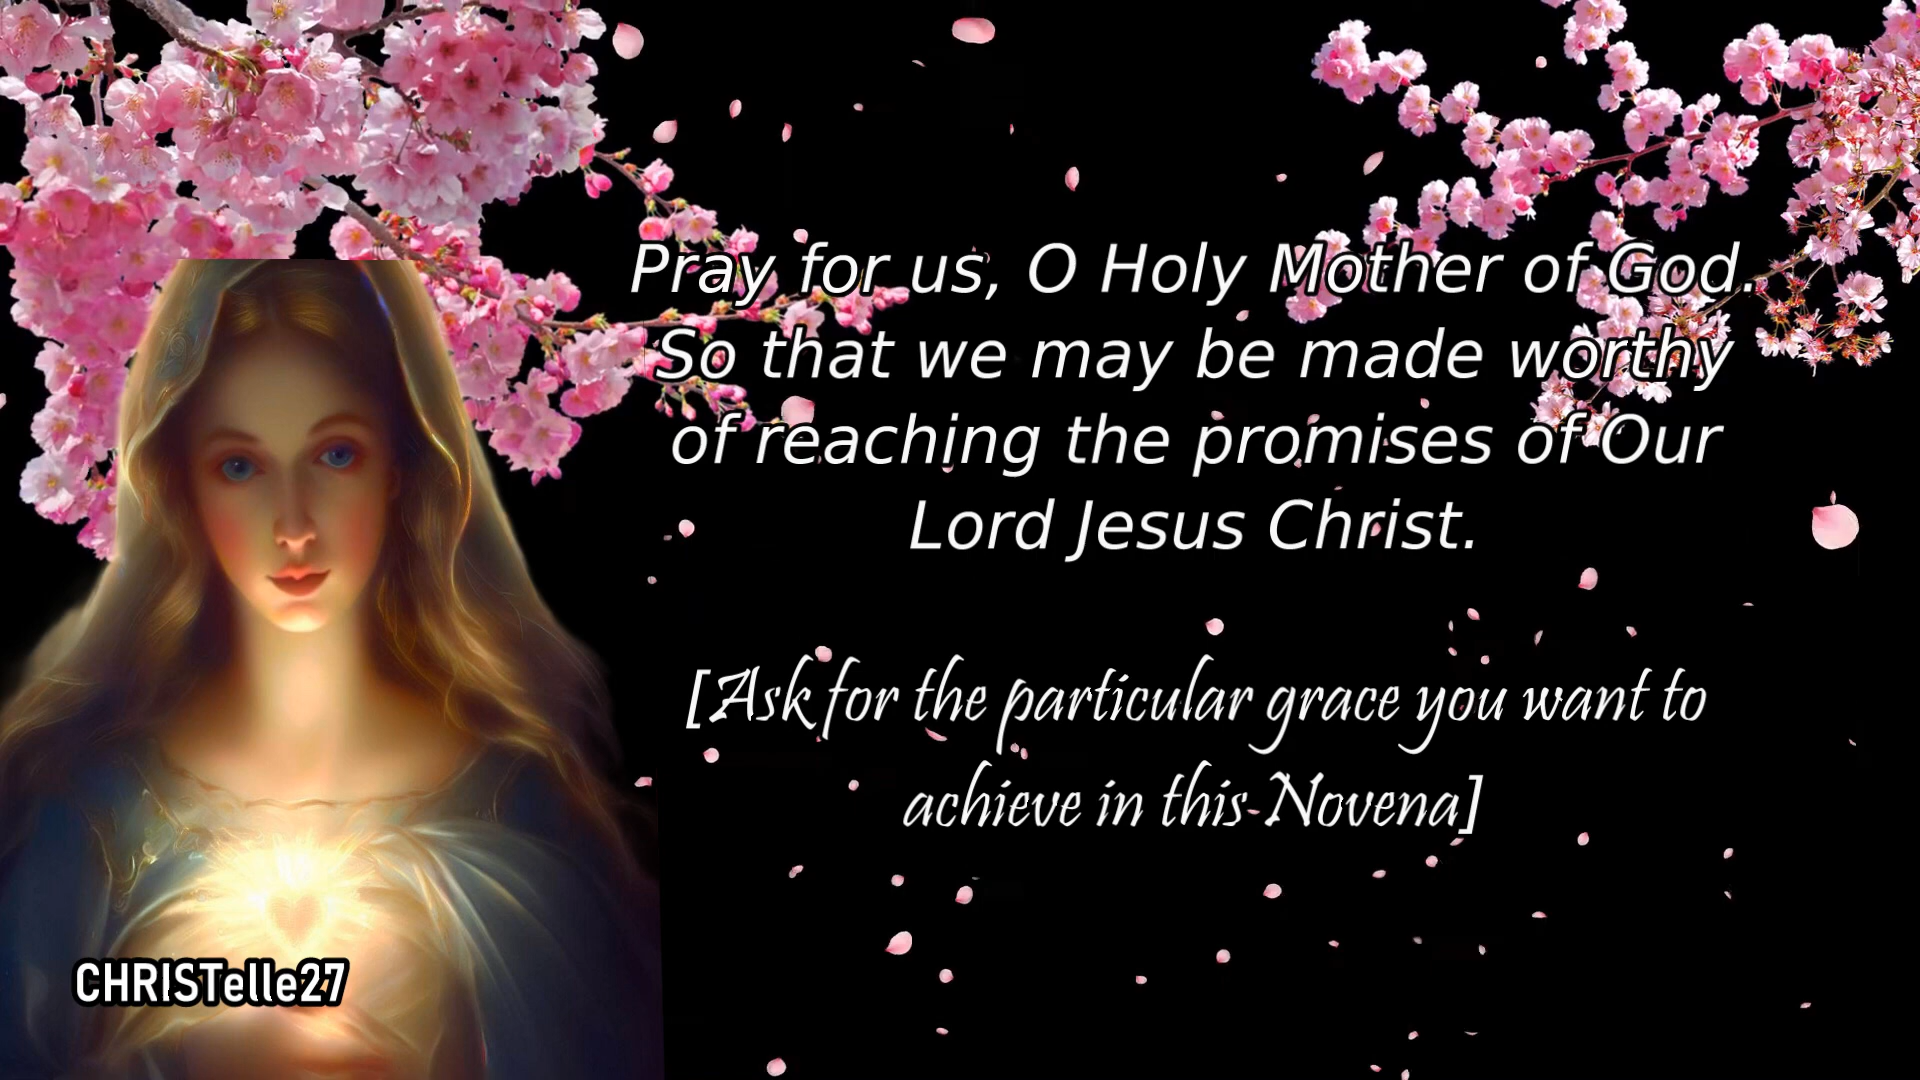 Pray for us, O Holy Mother of God.
So that we may be made worthy
of reaching the promises of Our
Lord Jesus Christ.
[Ask for the particular grace you want to
achieve in this Novena]
CHRISTelle27